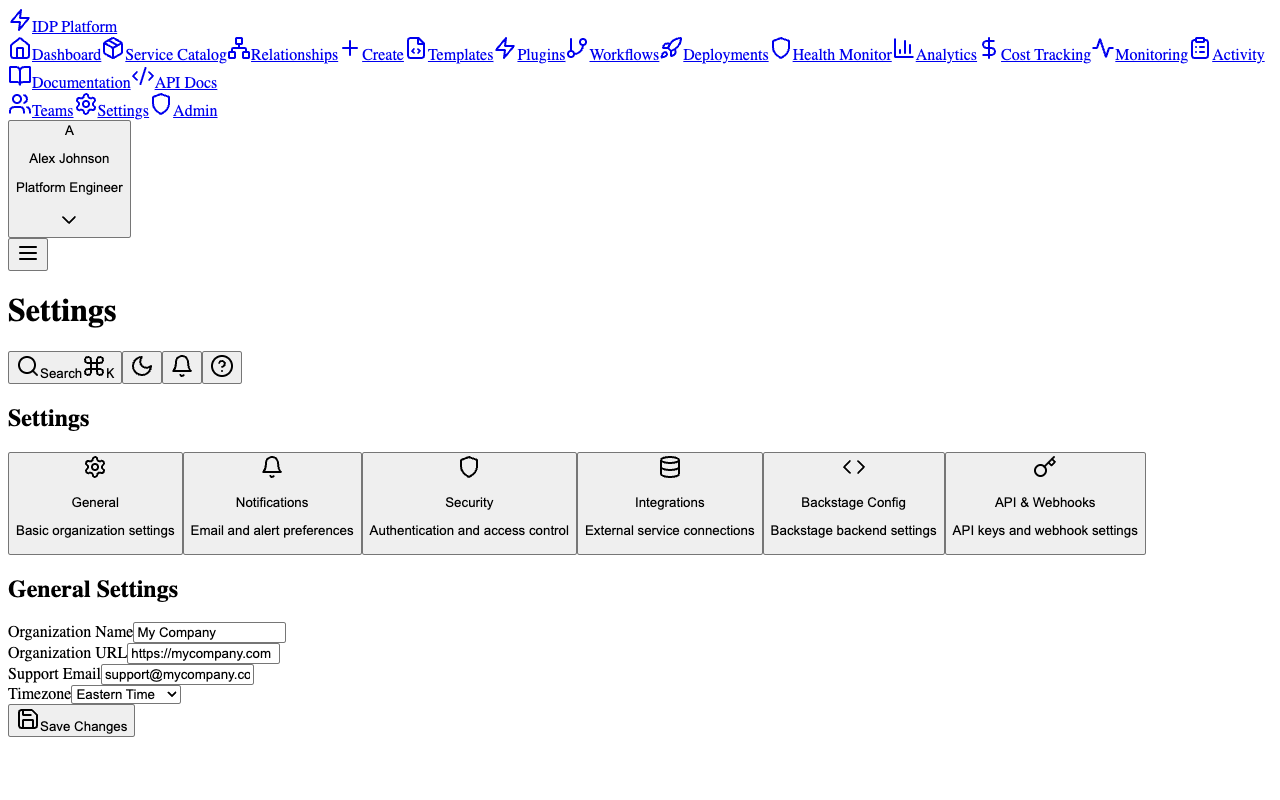 IDP Platform
Dashboard Service Catalog Relationships Create Templates Plugins Workflows Deployments Health Monitor Analytics Cost Tracking Monitoring Activity
Documentation API Docs
Teams Settings Admin
A
Alex Johnson
Platform Engineer
Settings
Search K
Settings
General Notifications Security Integrations Backstage Config API & Webhooks
Basic organization settings Email and alert preferences Authentication and access control External service connections Backstage backend settings API keys and webhook settings
General Settings
Organization Name My Company
Organization URL https://mycompany.com
Support Email support@mycompany.co
Timezone Eastern Time
Save Changes